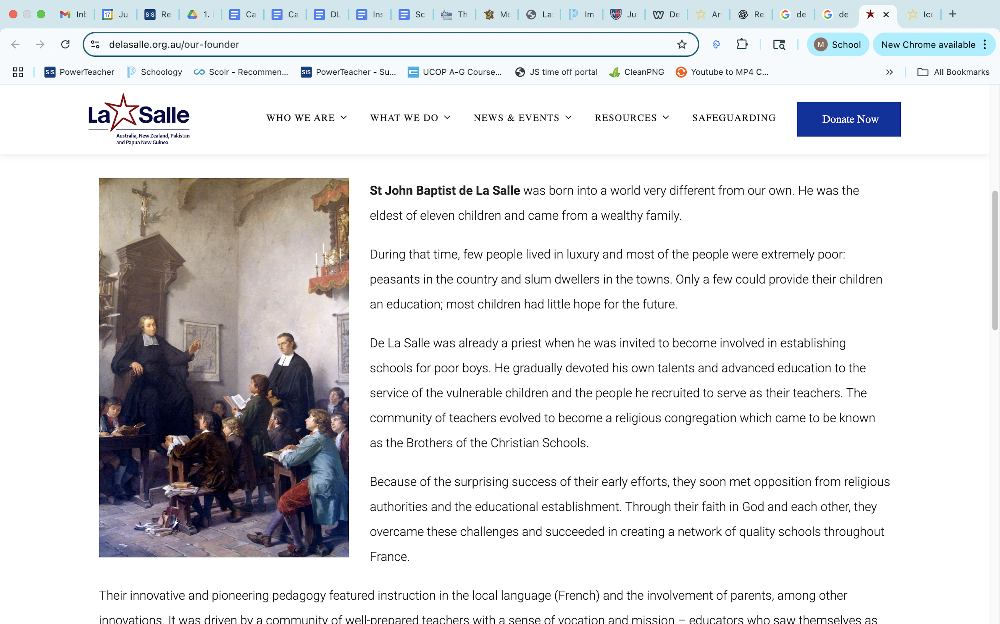 Inb
17
Ju
SIS
Re
1.
Ca
Ca
DL
Ins
Sc
Th
Mo
La
Im
Ju
De
Ar
Re
de
de
Ico
delasalle.org.au/our-founder
M
School
New Chrome available
SIS PowerTeacher
Schoology
Scoir - Recommen...
SIS PowerTeacher - Su...
UCOP A-G Course...
JS time off portal
CleanPNG
Youtube to MP4 C...
All Bookmarks
La Salle
Australia, New Zealand, Pakistan
and Papua New Guinea
WHO WE ARE
WHAT WE DO
NEWS & EVENTS
RESOURCES
SAFEGUARDING
Donate Now
St John Baptist de La Salle was born into a world very different from our own. He was the
eldest of eleven children and came from a wealthy family.
During that time, few people lived in luxury and most of the people were extremely poor:
peasants in the country and slum dwellers in the towns. Only a few could provide their children
an education; most children had little hope for the future.
De La Salle was already a priest when he was invited to become involved in establishing
schools for poor boys. He gradually devoted his own talents and advanced education to the
service of the vulnerable children and the people he recruited to serve as their teachers. The
community of teachers evolved to become a religious congregation which came to be known
as the Brothers of the Christian Schools.
Because of the surprising success of their early efforts, they soon met opposition from religious
authorities and the educational establishment. Through their faith in God and each other, they
overcame these challenges and succeeded in creating a network of quality schools throughout
France.
Their innovative and pioneering pedagogy featured instruction in the local language (French) and the involvement of parents, among other
innovations. It was driven by a community of well-prepared teachers with a sense of vocation and mission – educators who saw themselves as